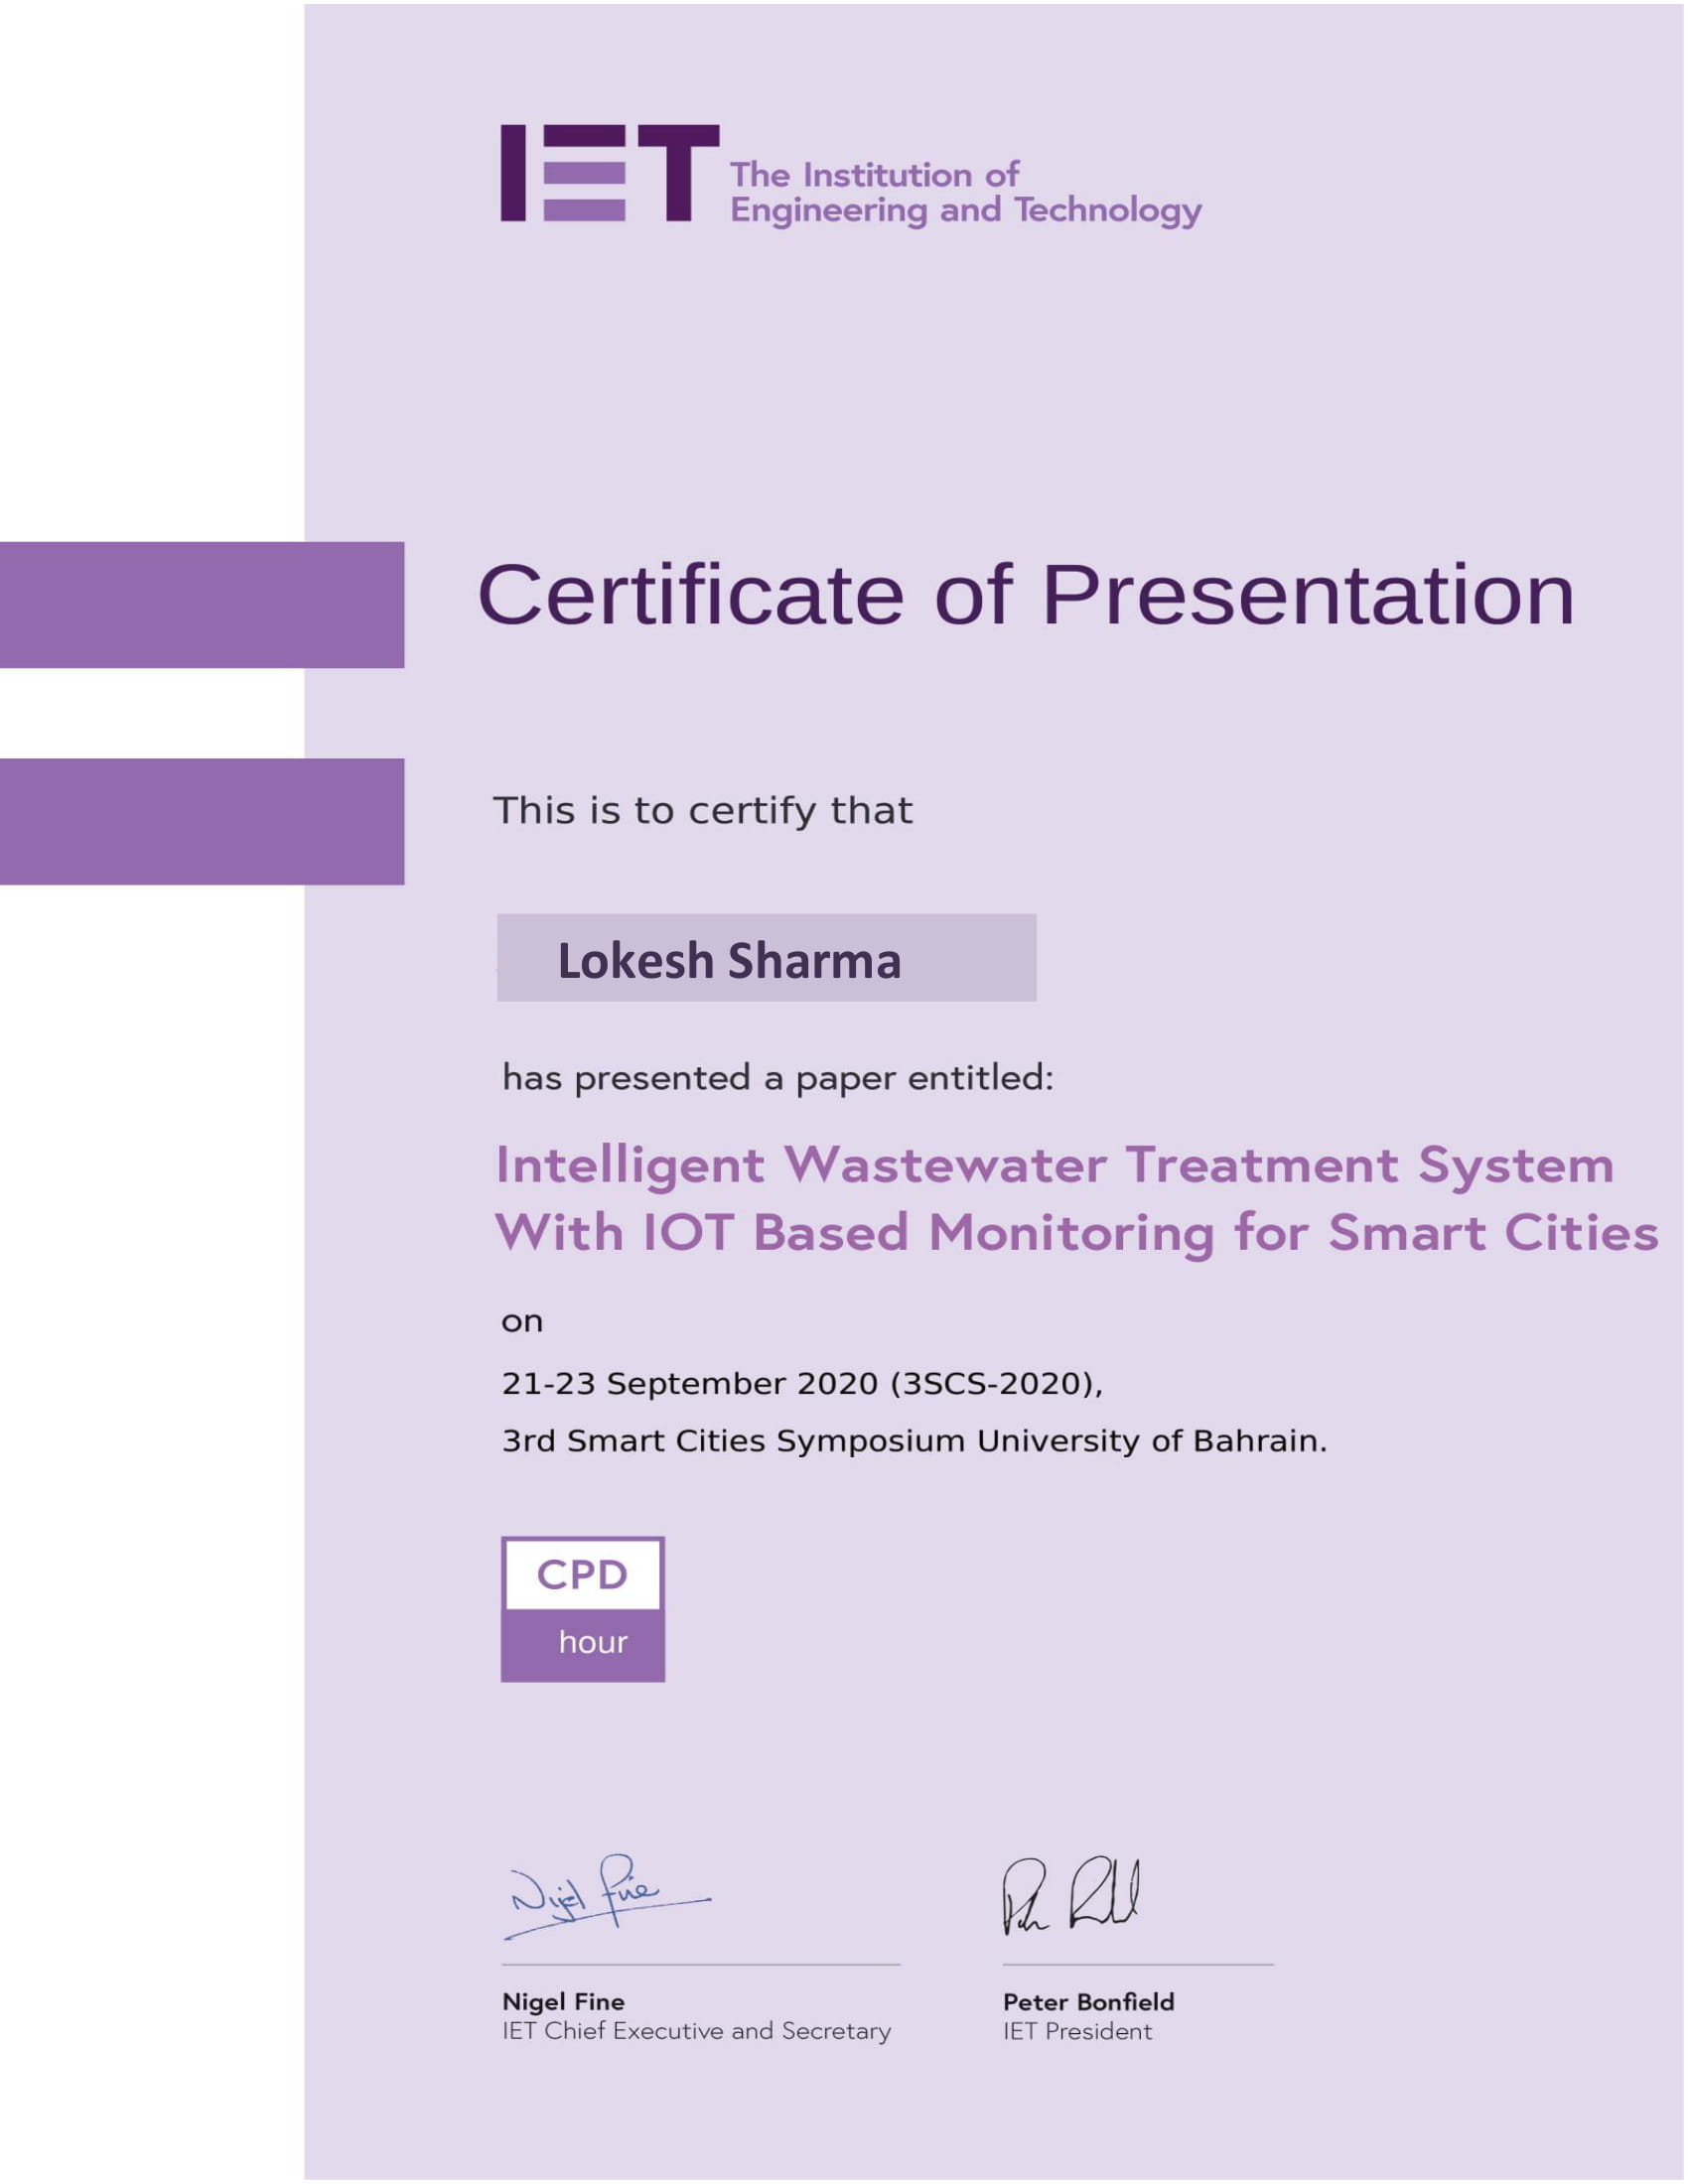 IET
The Institution of
Engineering and Technology
Certificate of Presentation
This is to certify that
Lokesh Sharma
has presented a paper entitled:
Intelligent Wastewater Treatment System
With IOT Based Monitoring for Smart Cities
on
21-23 September 2020 (3SCS-2020),
3rd Smart Cities Symposium University of Bahrain.
CPD
hour
Nigel Fine
Nigel Fine
IET Chief Executive and Secretary
Peter Bonfield
IET President